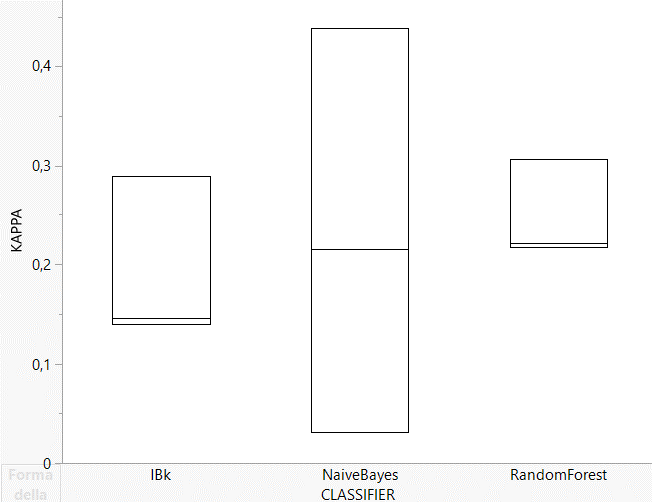 0,4
0,3
KAPPA
0,2
0,1
0
IBk NaiveBayes RandomForest
CLASSIFIER
Forma
della